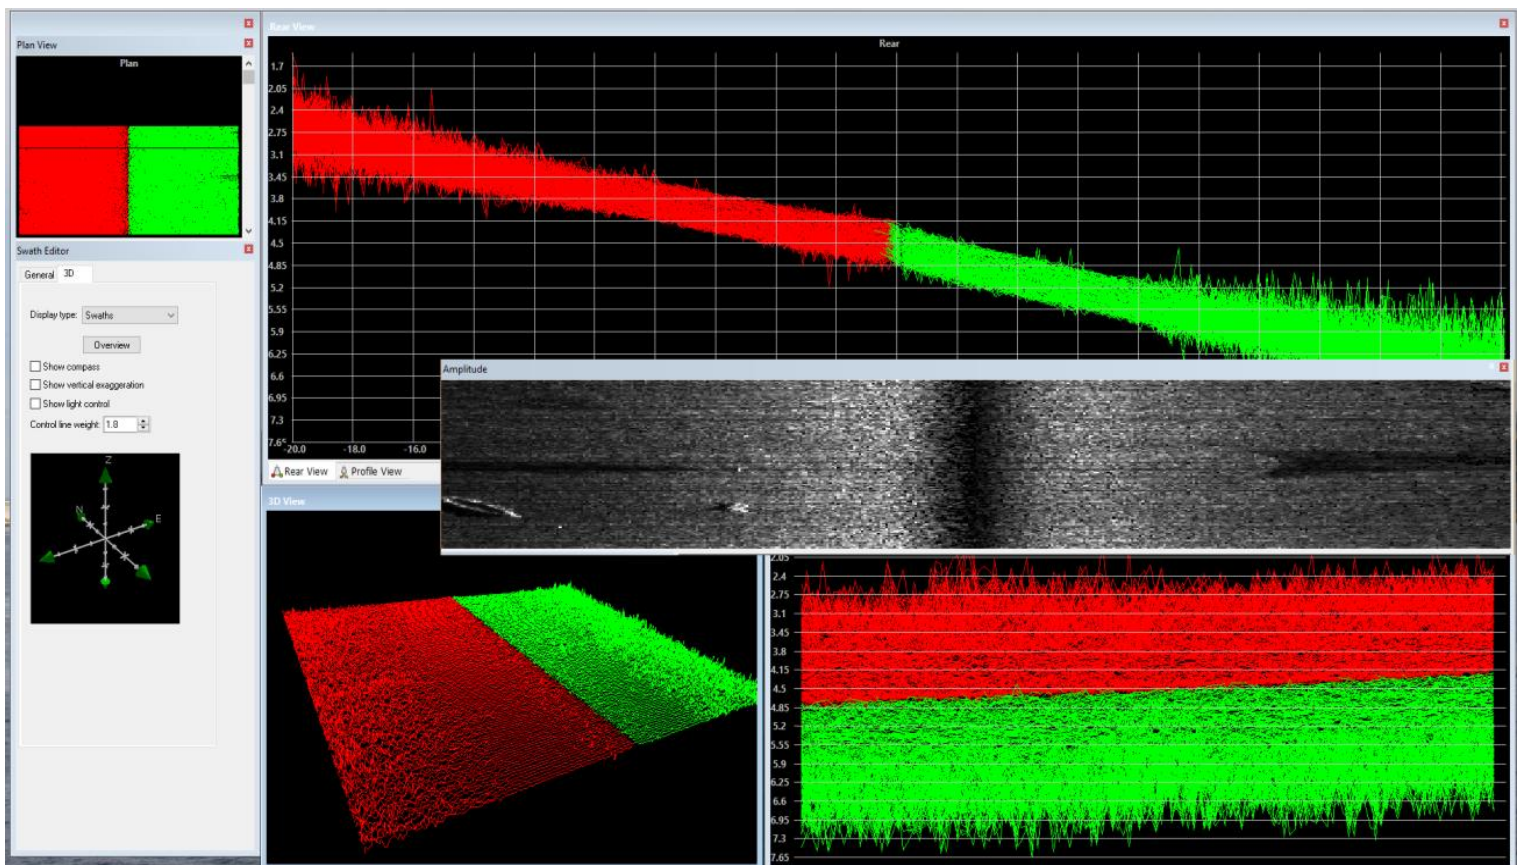 Plan View
Plan
Swath Editor
General 3D
Display type: Swaths
Overview
Show compass
Show vertical exaggeration
Show light control
Control line weight: 1.8
Z
N
E
Rear View
Rear
1.7
2.05
2.4
2.75
3.1
3.45
3.8
4.15
4.5
4.85
5.2
5.55
5.9
6.25
6.6
6.95
7.3
7.65
-20.0 -18.0 -16.0
Rear View Profile View
Amplitude
3D View
2.05
2.4
2.75
3.1
3.45
3.8
4.15
4.5
4.85
5.2
5.55
5.9
6.25
6.6
6.95
7.3
7.65